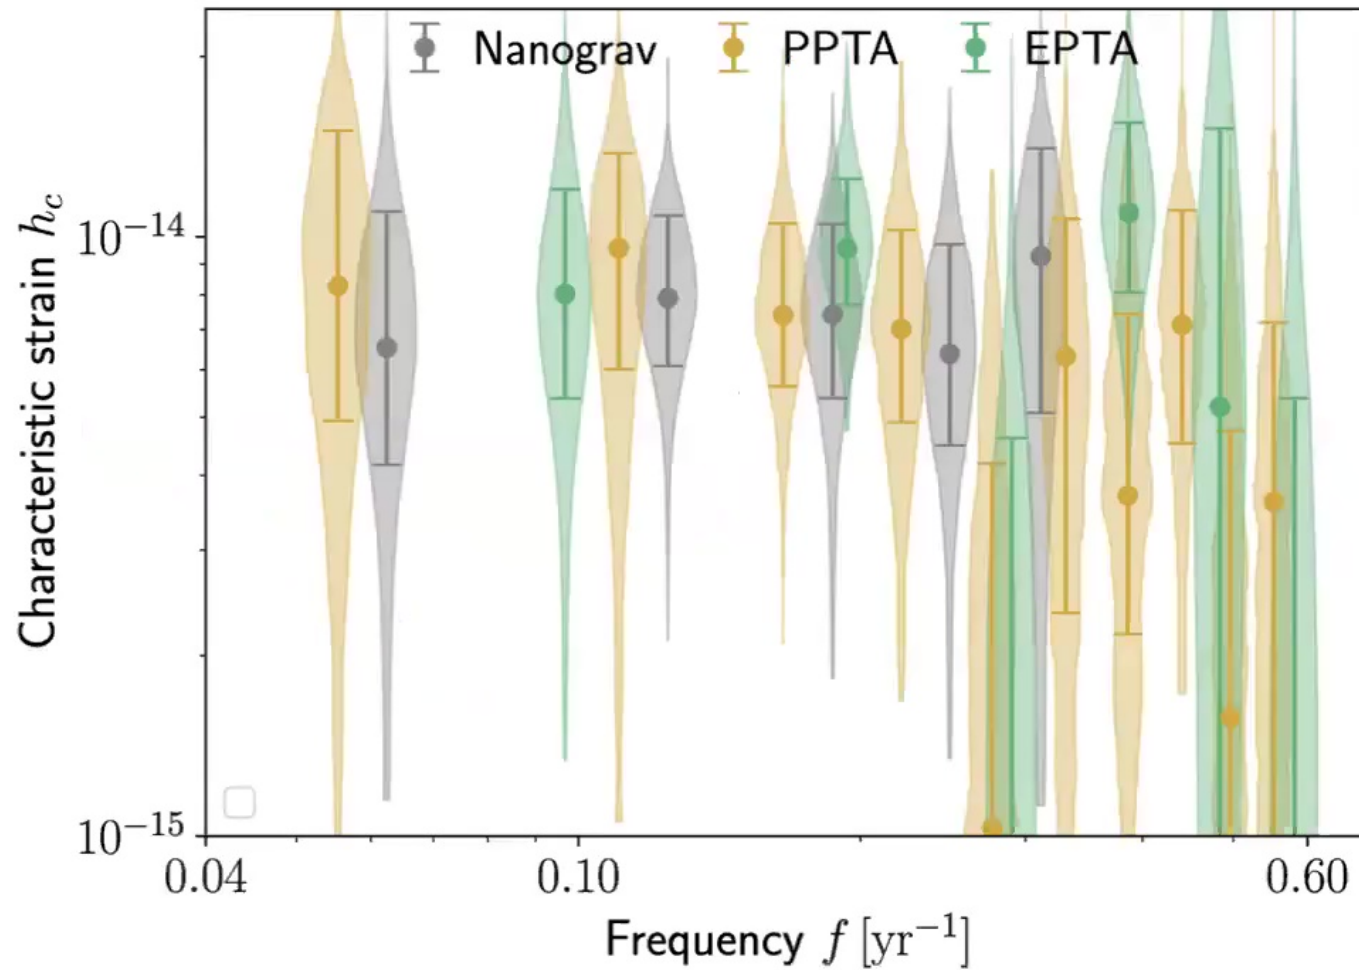 Nanograv PPTA EPTA
Characteristic strain h_c
10^{-14}
10^{-15}
0.04 0.10 0.60
Frequency f [yr^{-1}]